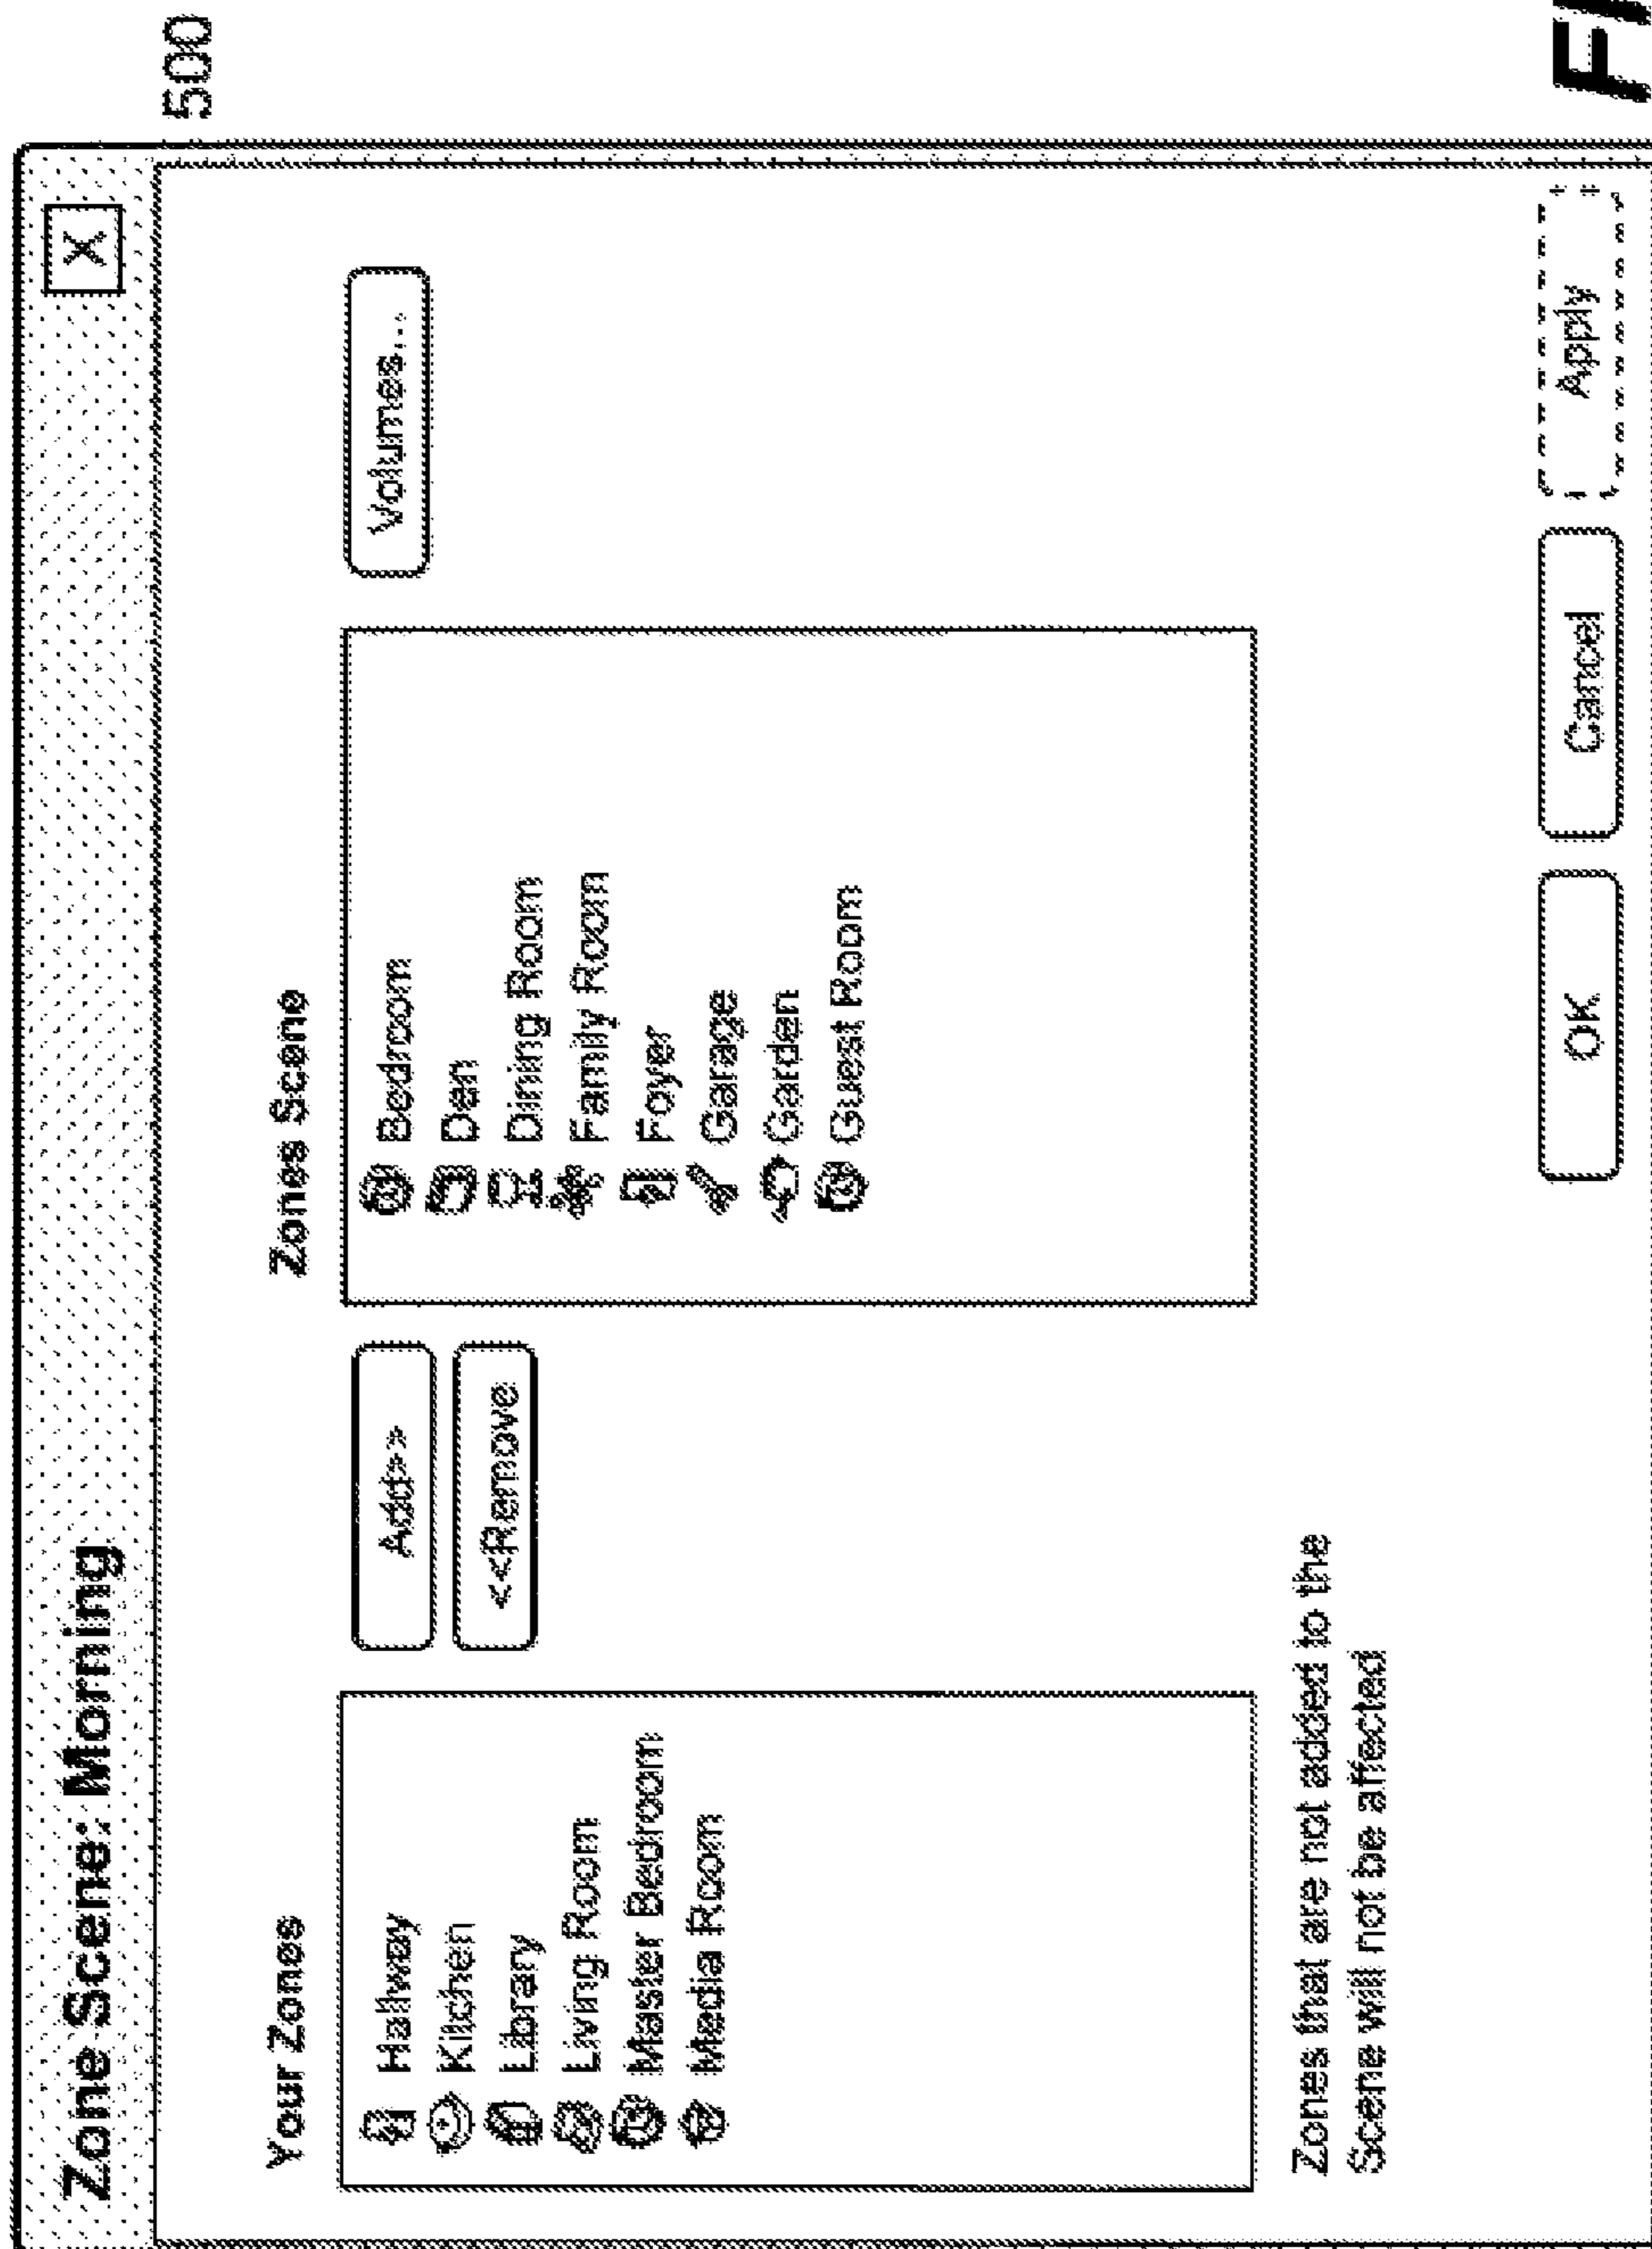 500
Zone Scene: Morning
X
Your Zones
Hallway
Kitchen
Library
Living Room
Master Bedroom
Media Room
Add>>
<<Remove
Zones Scene
Bedroom
Den
Dining Room
Family Room
Foyer
Garage
Garden
Guest Room
Volumes...
Zones that are not added to the
Scene will not be affected
OK
Cancel
Apply